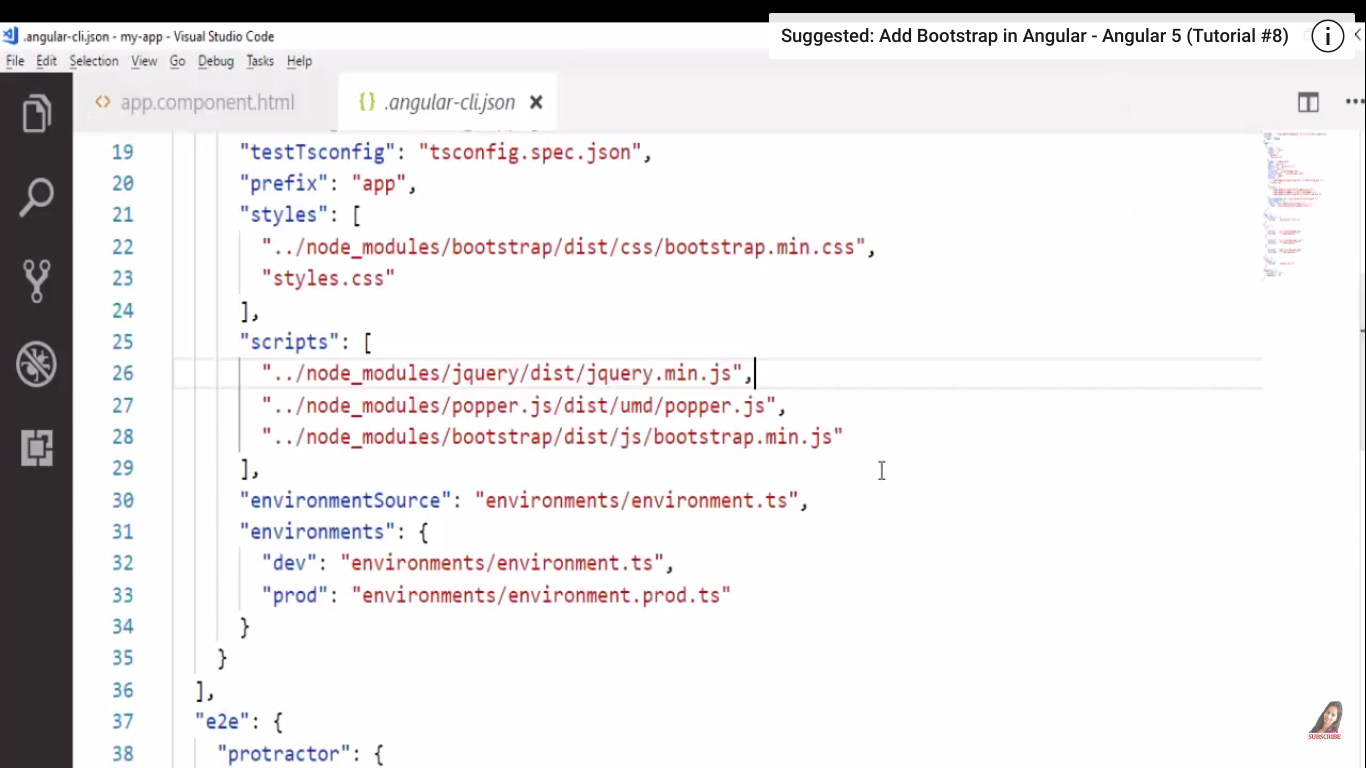 .angular-cli.json - my-app - Visual Studio Code
Suggested: Add Bootstrap in Angular - Angular 5 (Tutorial #8)
File Edit Selection View Go Debug Tasks Help
app.component.html
{} .angular-cli.json
19 "testTsconfig": "tsconfig.spec.json",
20 "prefix": "app",
21 "styles": [
22 "../node_modules/bootstrap/dist/css/bootstrap.min.css",
23 "styles.css"
24 ],
25 "scripts": [
26 "../node_modules/jquery/dist/jquery.min.js",
27 "../node_modules/popper.js/dist/umd/popper.js",
28 "../node_modules/bootstrap/dist/js/bootstrap.min.js"
29 ],
30 "environmentSource": "environments/environment.ts",
31 "environments": {
32 "dev": "environments/environment.ts",
33 "prod": "environments/environment.prod.ts"
34 }
35 }
36 ],
37 "e2e": {
38 "protractor": {
SUBSCRIBE